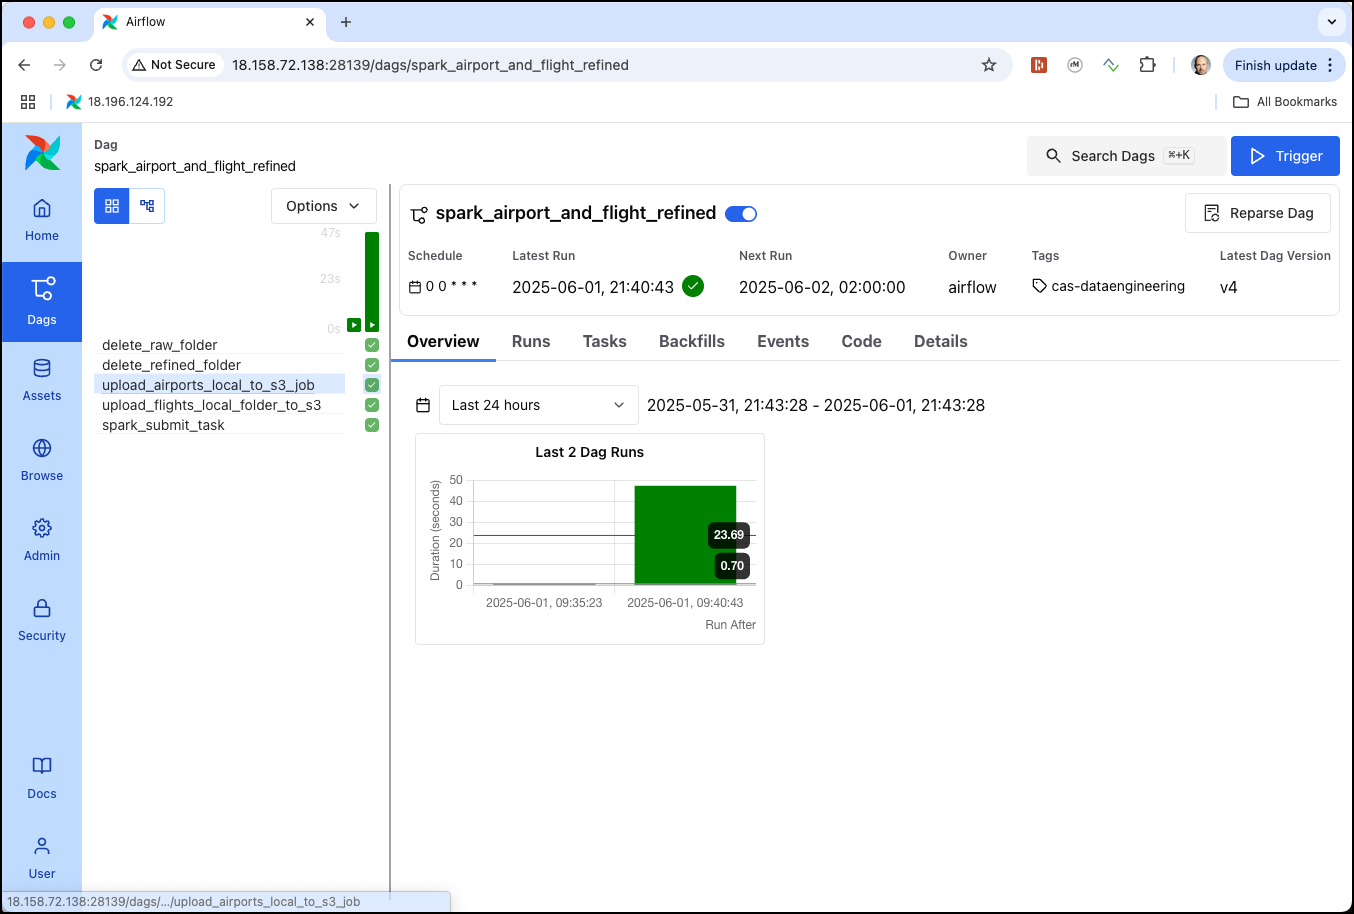 Airflow
Not Secure
18.158.72.138:28139/dags/spark_airport_and_flight_refined
Finish update
18.196.124.192
All Bookmarks
Dag
spark_airport_and_flight_refined
Search Dags ⌘+K
Trigger
Home
Dags
Assets
Browse
Admin
Security
Docs
User
Options
47s
23s
0s
delete_raw_folder
delete_refined_folder
upload_airports_local_to_s3_job
upload_flights_local_folder_to_s3
spark_submit_task
spark_airport_and_flight_refined
Reparse Dag
Schedule Latest Run Next Run Owner Tags Latest Dag Version
0 0 * * * 2025-06-01, 21:40:43 2025-06-02, 02:00:00 airflow cas-dataengineering v4
Overview Runs Tasks Backfills Events Code Details
Last 24 hours 2025-05-31, 21:43:28 - 2025-06-01, 21:43:28
Last 2 Dag Runs
Duration (seconds)
50
40
30
20
10
0
23.69
0.70
2025-06-01, 09:35:23 2025-06-01, 09:40:43
Run After
18.158.72.138:28139/dags/.../upload_airports_local_to_s3_job